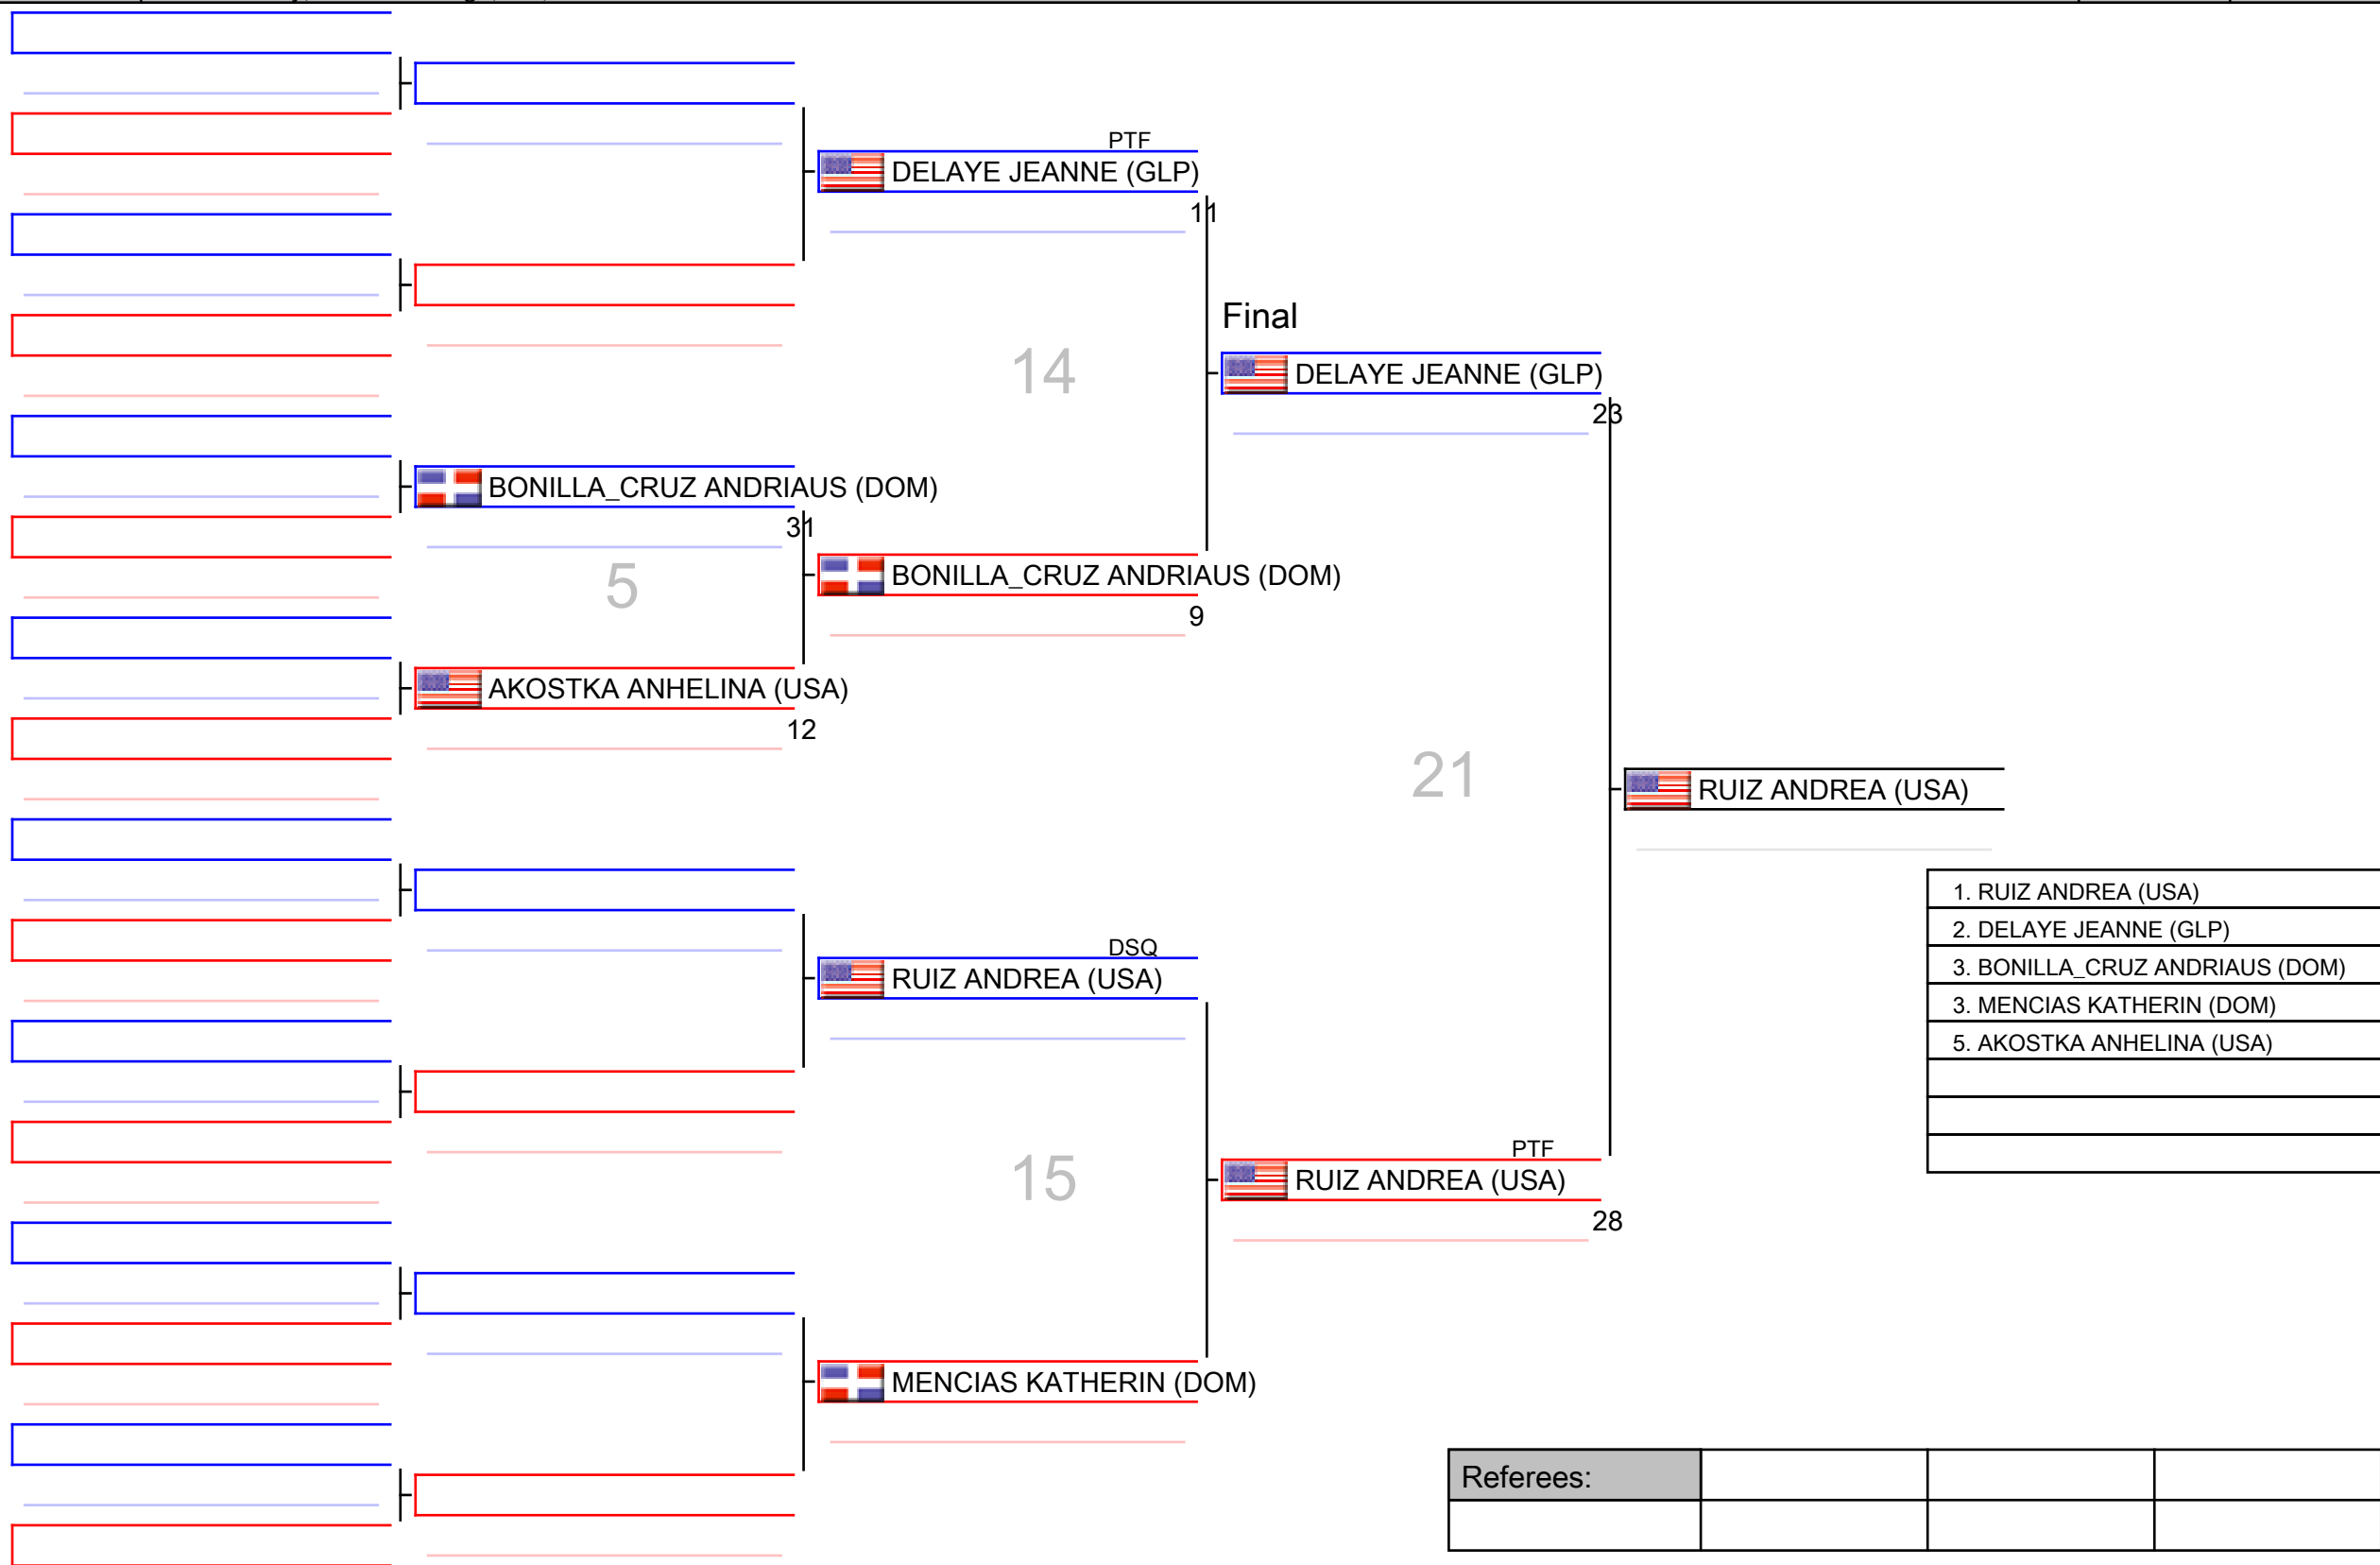 PTF
DELAYE JEANNE (GLP)
11
Final
14
DELAYE JEANNE (GLP)
23
BONILLA_CRUZ ANDRIAUS (DOM)
31
5
BONILLA_CRUZ ANDRIAUS (DOM)
9
AKOSTKA ANHELINA (USA)
12
21
RUIZ ANDREA (USA)
1. RUIZ ANDREA (USA)
2. DELAYE JEANNE (GLP)
3. BONILLA_CRUZ ANDRIAUS (DOM)
3. MENCIAS KATHERIN (DOM)
5. AKOSTKA ANHELINA (USA)
DSQ
RUIZ ANDREA (USA)
15
PTF
RUIZ ANDREA (USA)
28
MENCIAS KATHERIN (DOM)
Referees: